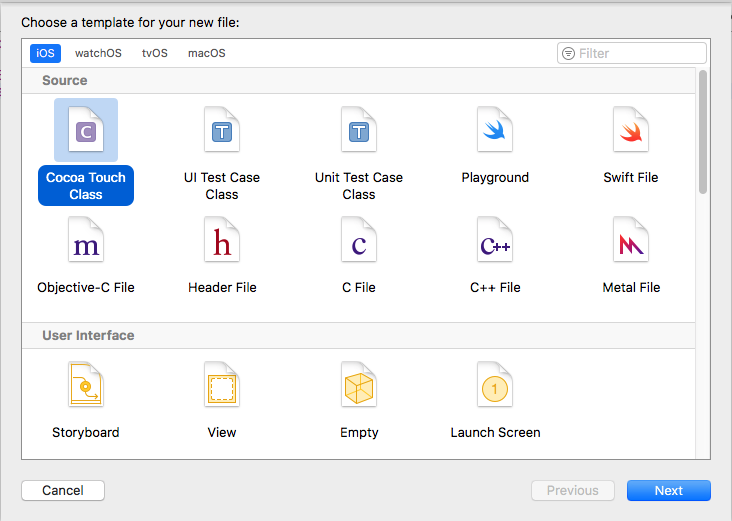 Choose a template for your new file:
iOS watchOS tvOS macOS Filter
Source
C T T
Cocoa Touch Class
UI Test Case Class
Unit Test Case Class
Playground
Swift File
m h c C++
Objective-C File
Header File
C File
C++ File
Metal File
User Interface
1
Storyboard
View
Empty
Launch Screen
Cancel Previous Next